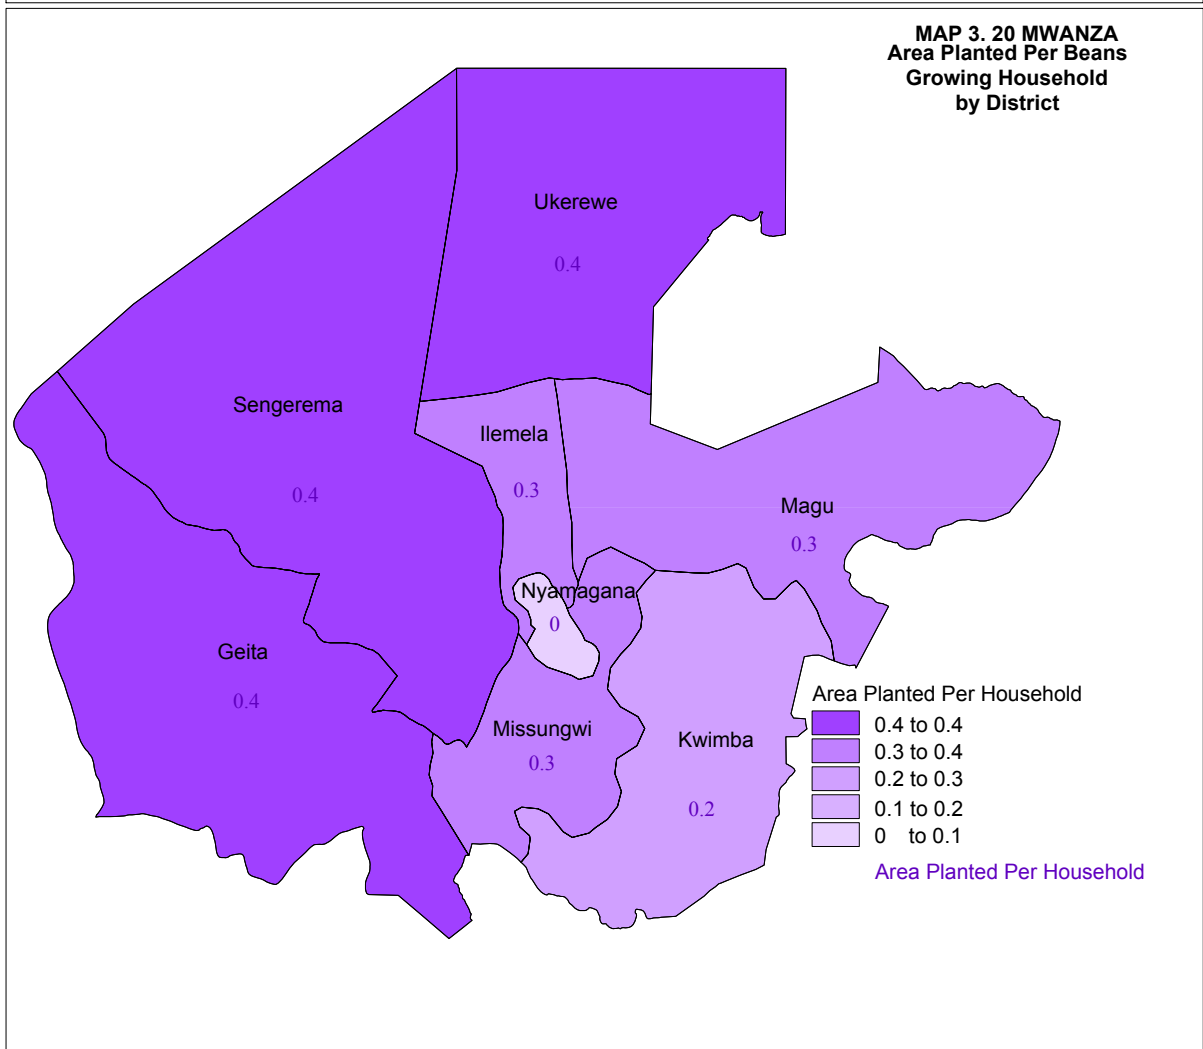 MAP 3. 20 MWANZA
Area Planted Per Beans
Growing Household
by District
Ukerewe
0.4
Sengerema
0.4
Ilemela
0.3
Magu
0.3
Nyamagana
0
Geita
0.4
Missungwi
0.3
Kwimba
0.2
Area Planted Per Household
0.4 to 0.4
0.3 to 0.4
0.2 to 0.3
0.1 to 0.2
0 to 0.1
Area Planted Per Household